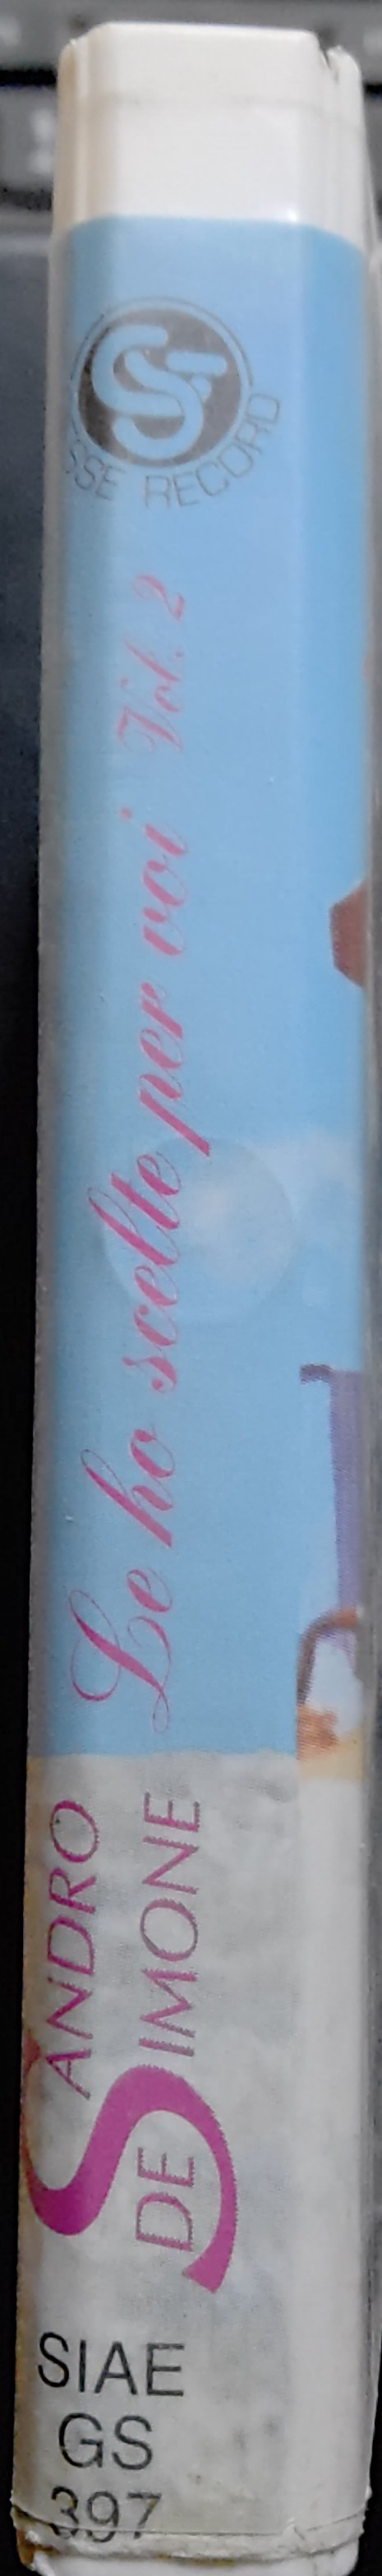 SSE RECORD
Le ho scelte per voi Vol. 2
SANDRO
DE SIMONE
SIAE
GS
397